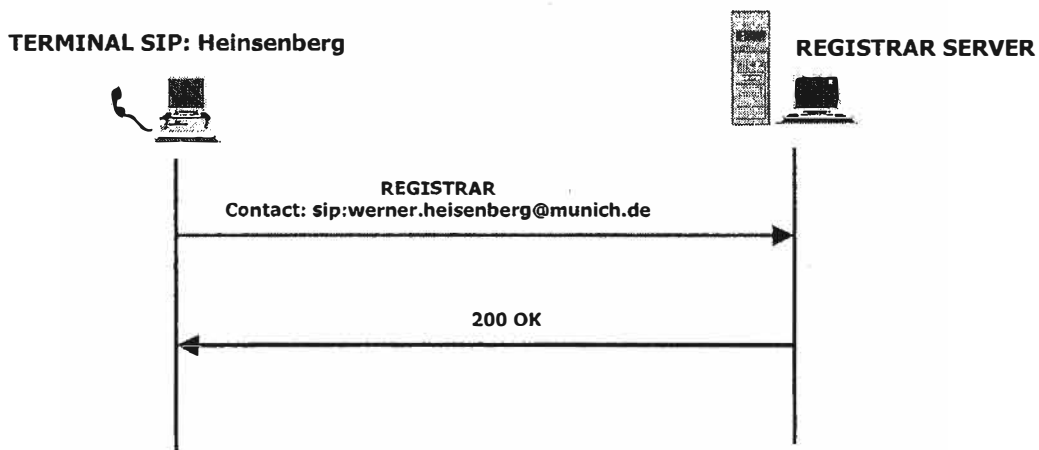 TERMINAL SIP: Heinsenberg
REGISTRAR SERVER
REGISTRAR
Contact: sip:werner.heisenberg@munich.de
200 OK